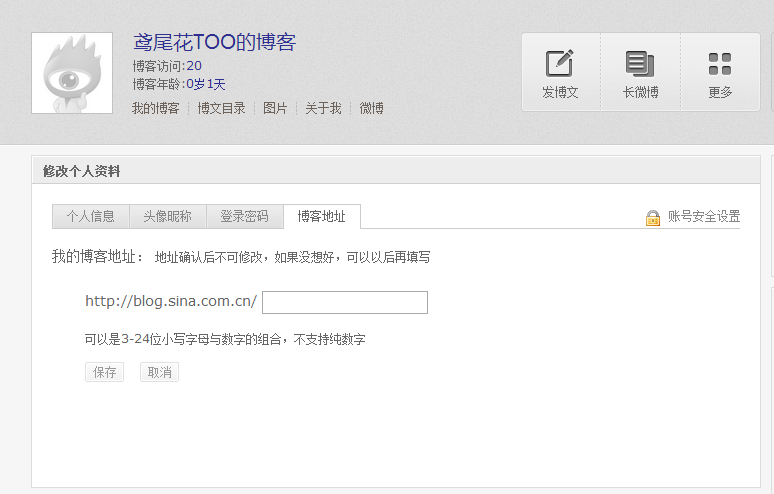 鸢尾花TOO的博客
博客访问:20
博客年龄:0岁1天
我的博客 博文目录 图片 关于我 微博
发博文 长微博 更多
修改个人资料
个人信息 头像昵称 登录密码 博客地址 账号安全设置
我的博客地址： 地址确认后不可修改，如果没想好，可以以后再填写
http://blog.sina.com.cn/
可以是3-24位小写字母与数字的组合，不支持纯数字
保存 取消